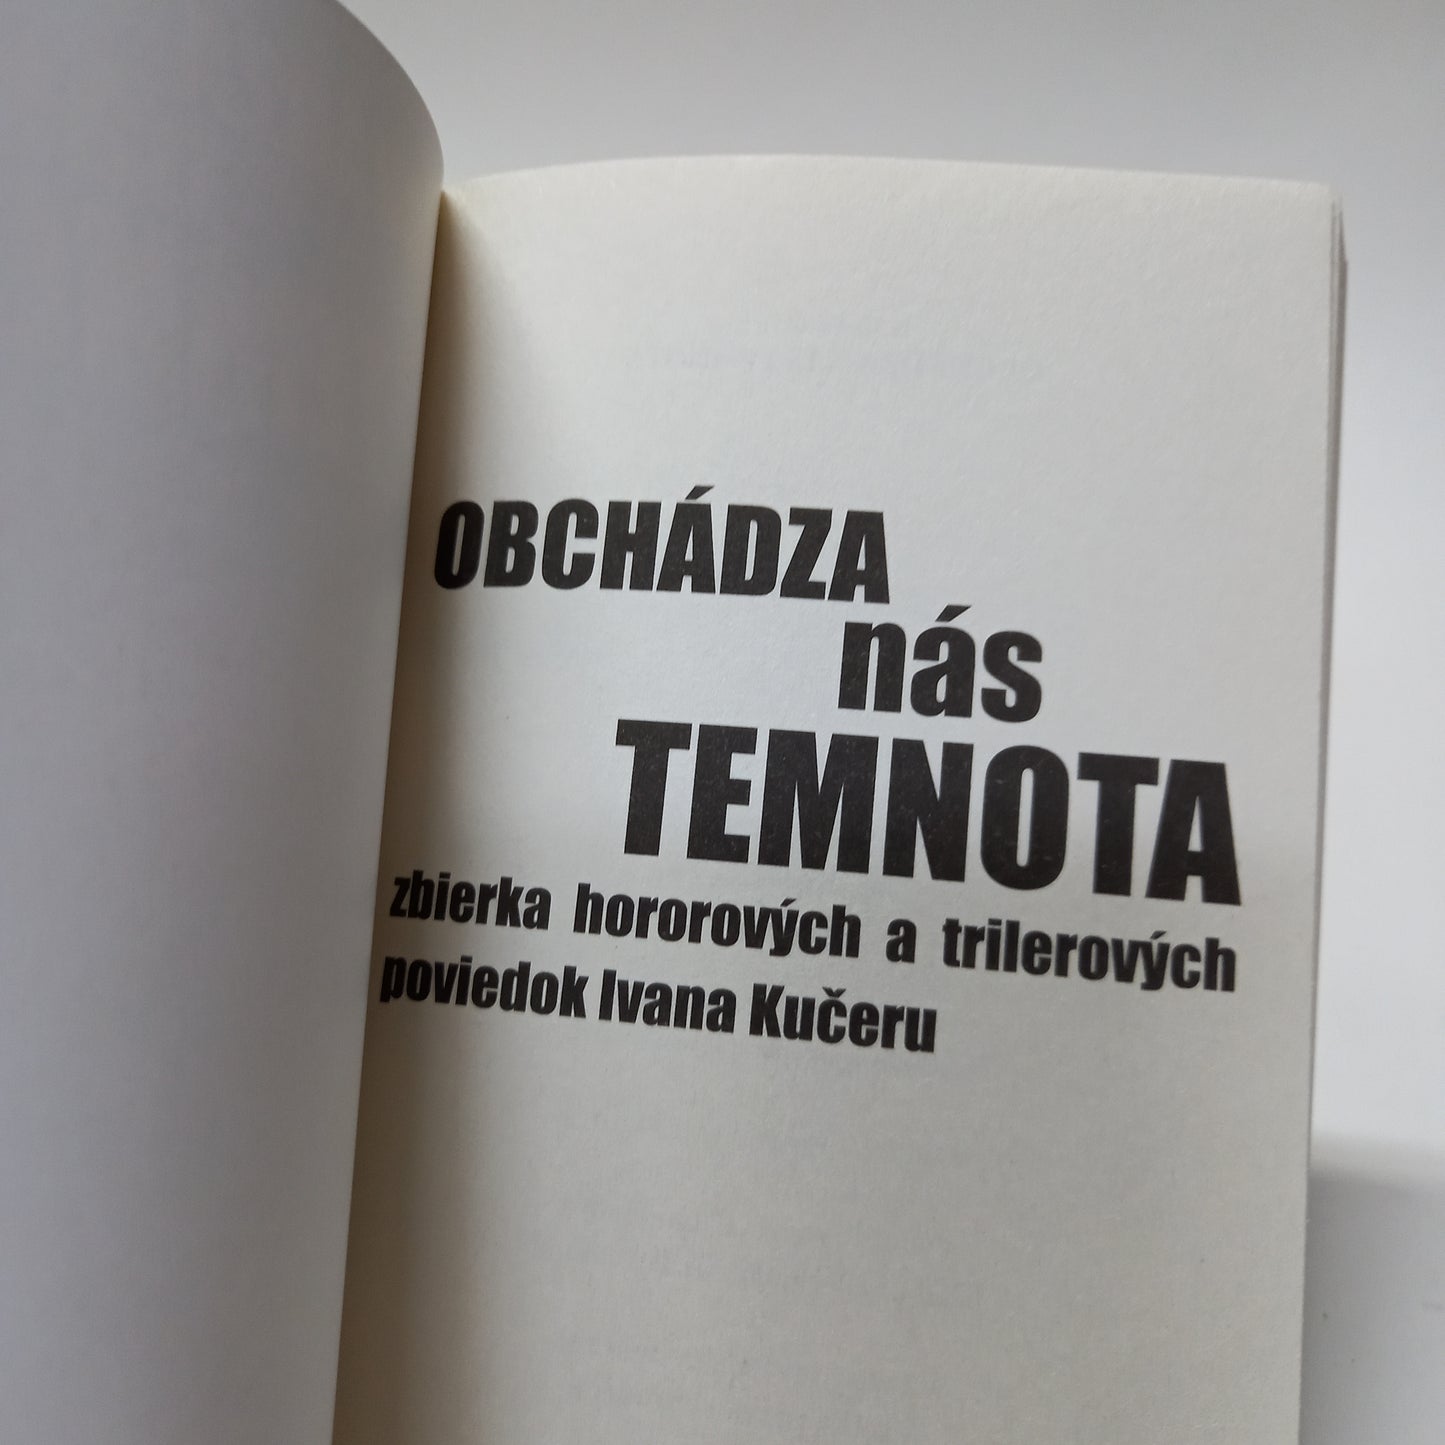 OBCHÁDZA
nás
TEMNOTA
zbierka hororových a trilerových
poviedok Ivana Kučeru